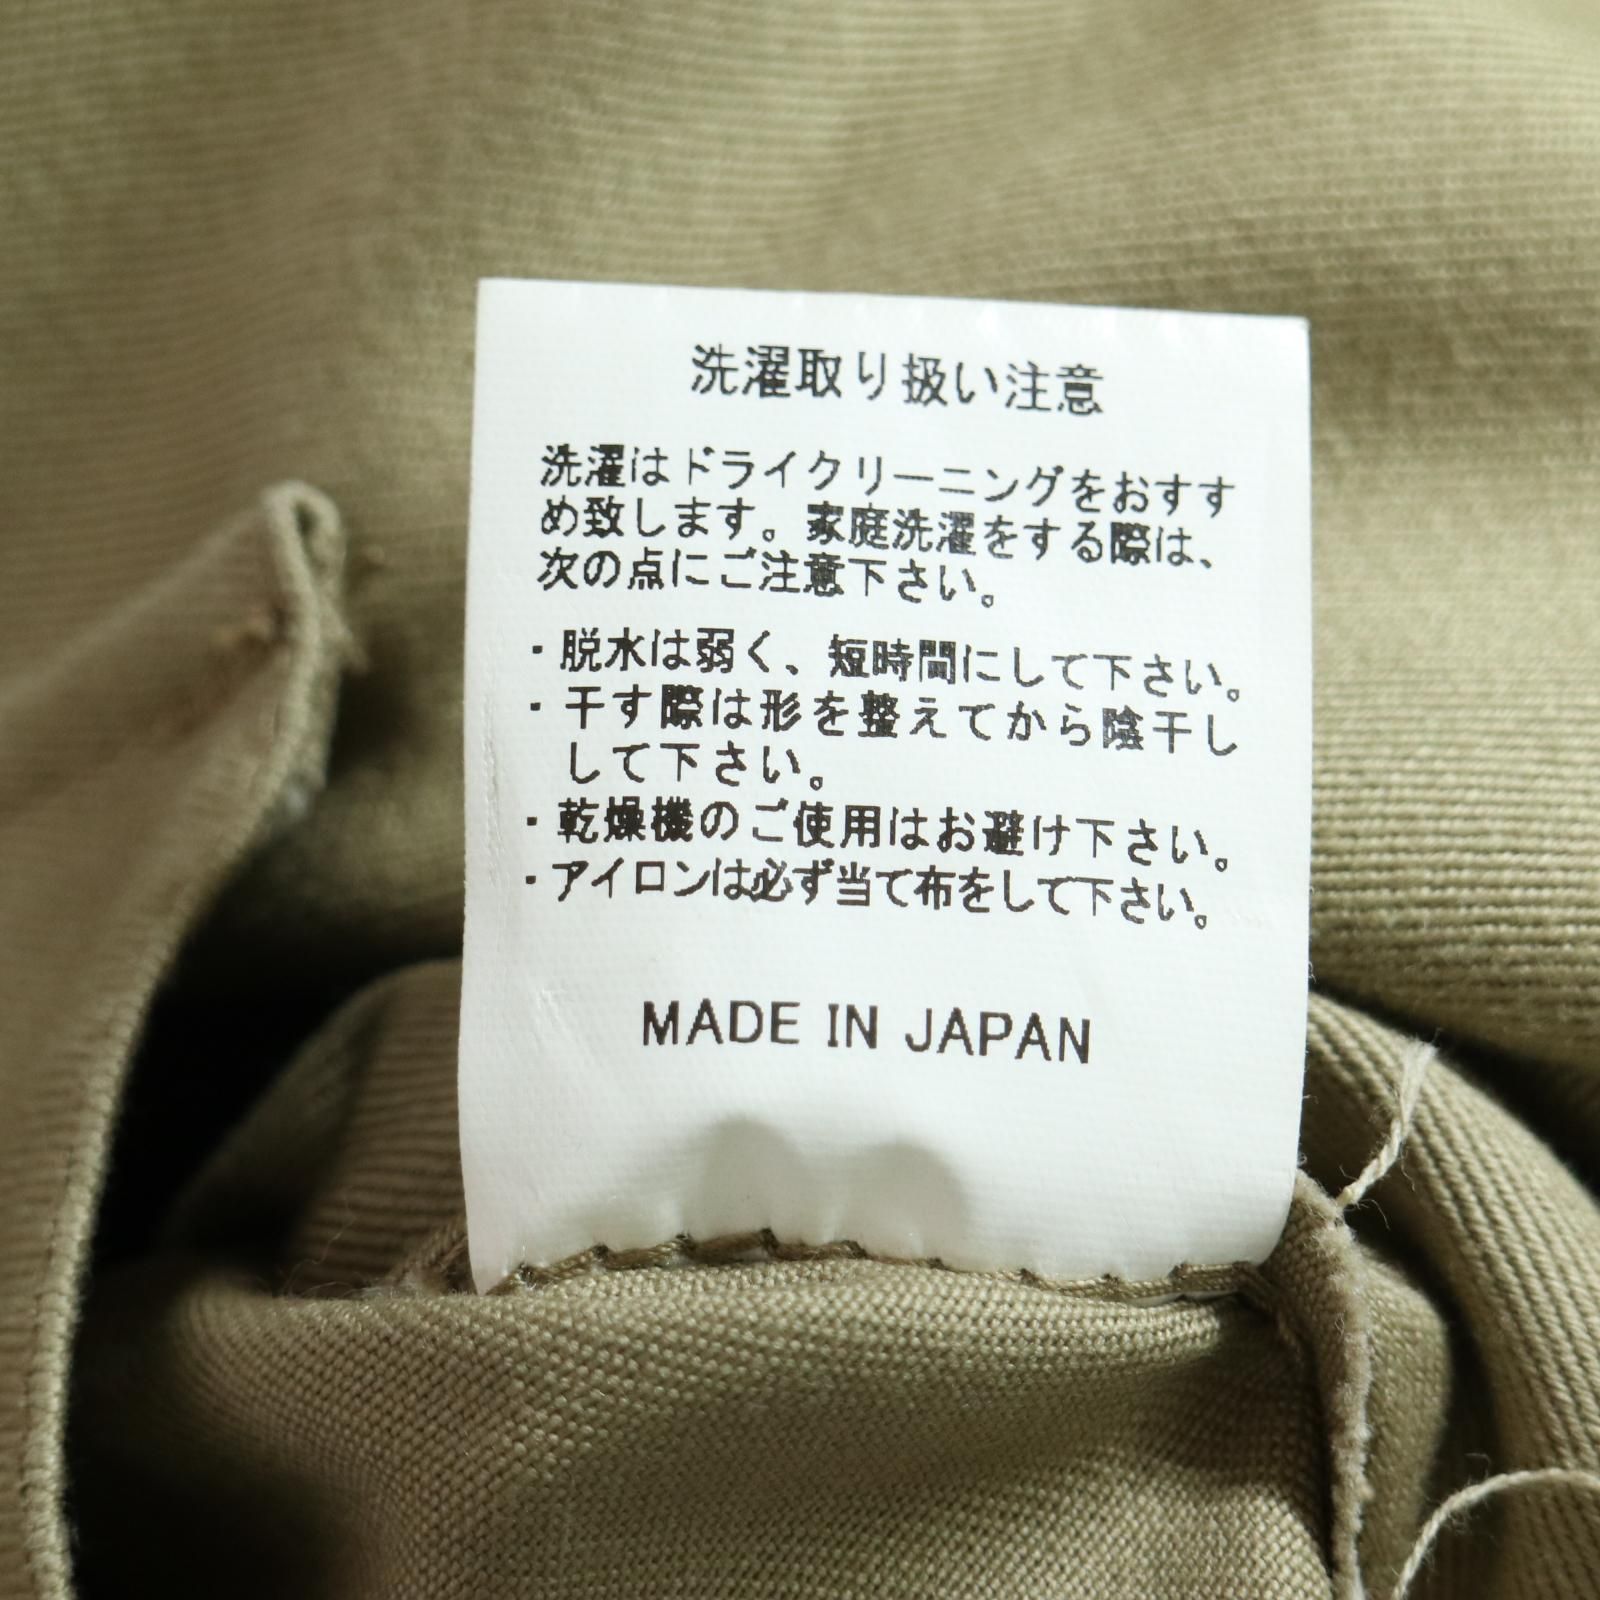 洗濯取り扱い注意
洗濯はドライクリーニングをおすす
め致します。家庭洗濯をする際は、
次の点にご注意下さい。
・脱水は弱く、短時間にして下さい。
・干す際は形を整えてから陰干し
して下さい。
・乾燥機のご使用はお避け下さい。
・アイロンは必ず当て布をして下さい。
MADE IN JAPAN